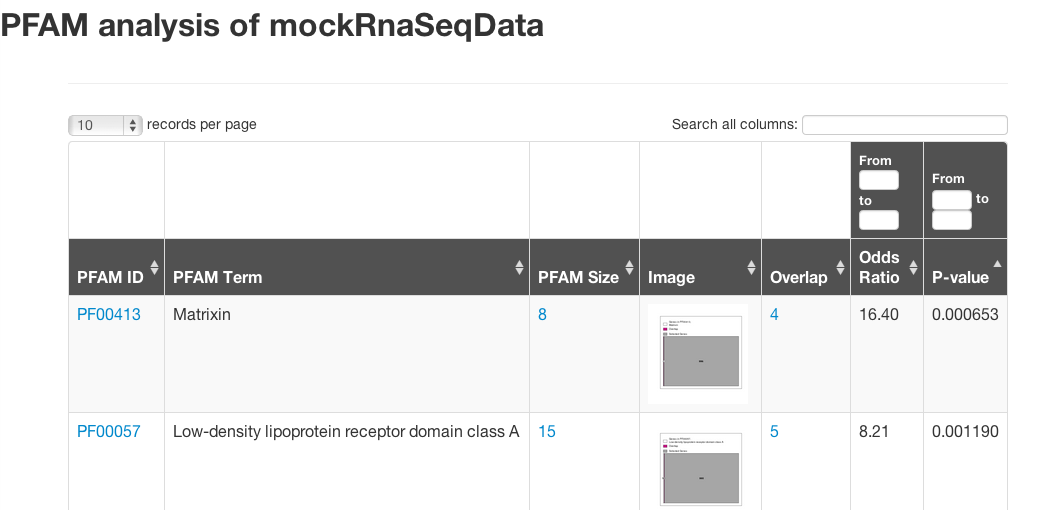 PFAM analysis of mockRnaSeqData
10 records per page
Search all columns:
From
to
From
to
PFAM ID
PFAM Term
PFAM Size
Image
Overlap
Odds
Ratio
P-value
PF00413
Matrixin
8
4
16.40
0.000653
PF00057
Low-density lipoprotein receptor domain class A
15
5
8.21
0.001190